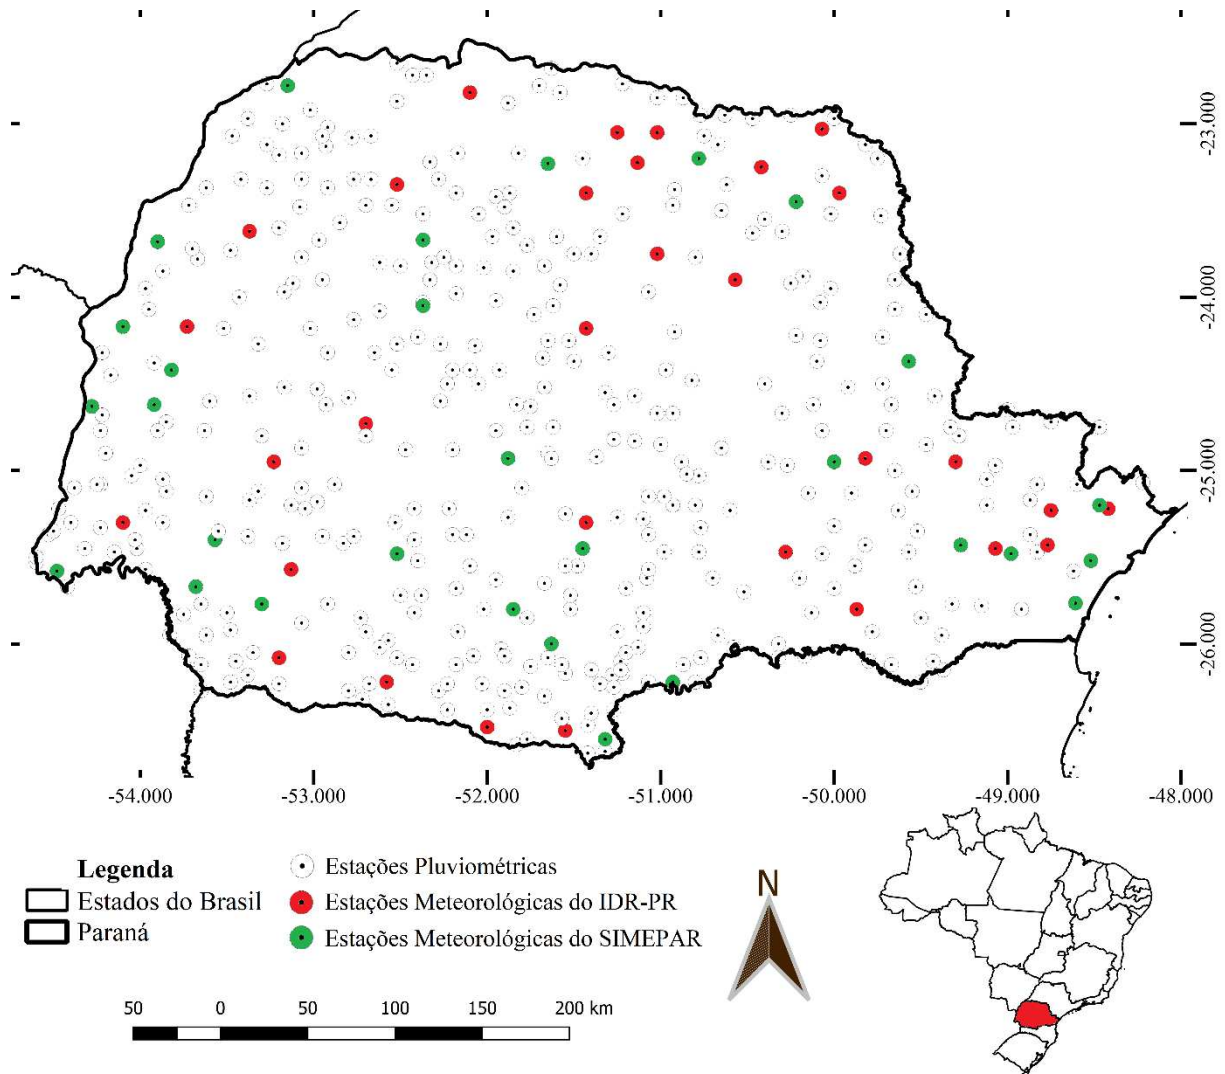 -23.000
-24.000
-25.000
-26.000
-54.000 -53.000 -52.000 -51.000 -50.000 -49.000 -48.000
Legenda
Estados do Brasil
Paraná
Estações Pluviométricas
Estações Meteorológicas do IDR-PR
Estações Meteorológicas do SIMEPAR
N
50 0 50 100 150 200 km